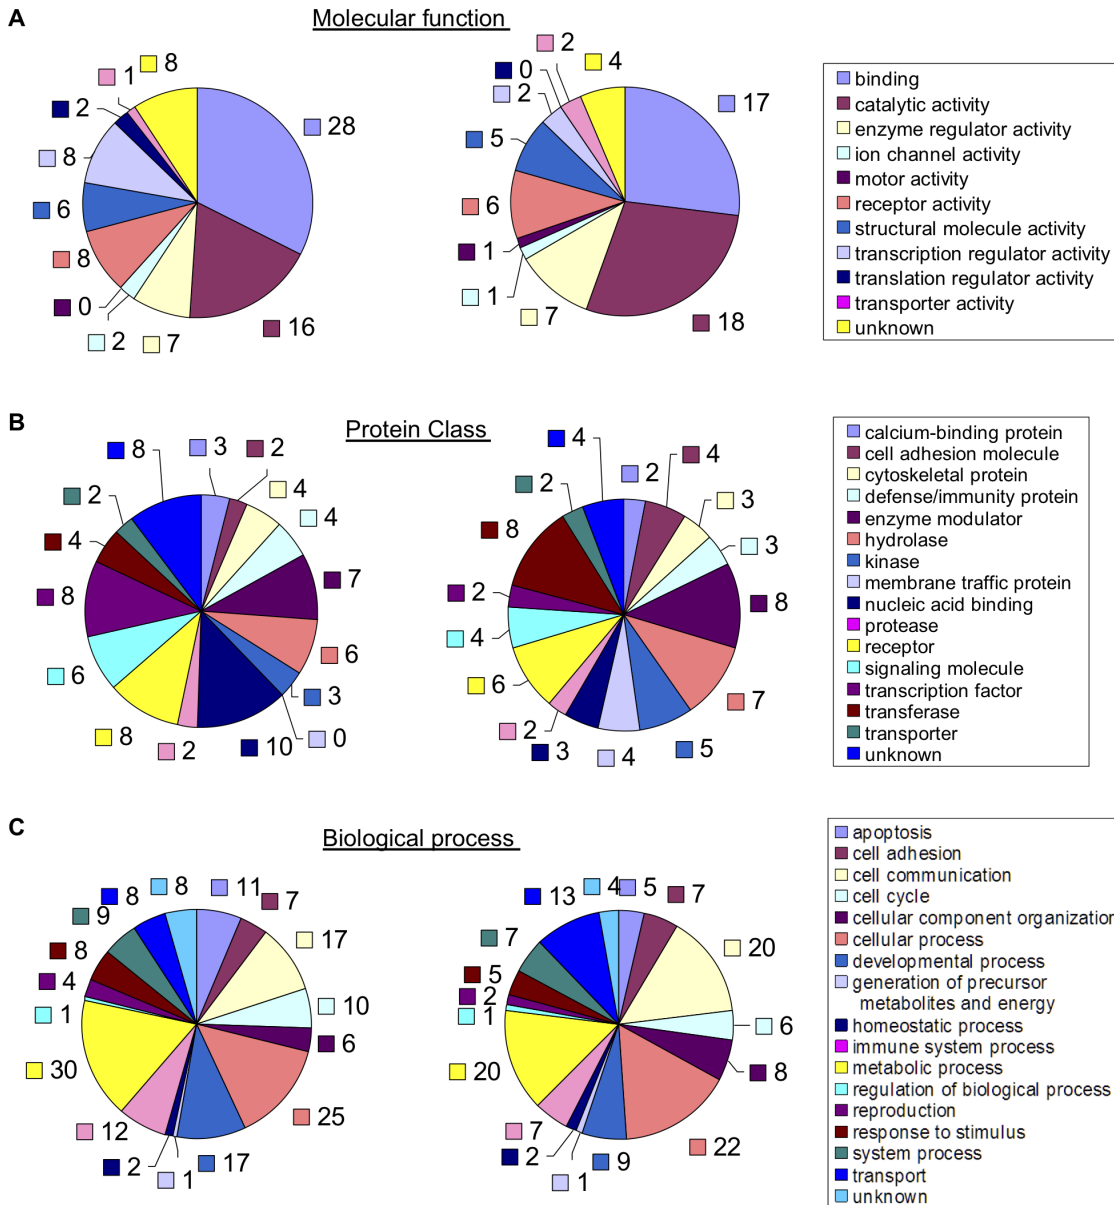 A
Molecular function
1
8
2
28
8
6
8
0
2
7
16
2
0
4
2
17
5
6
1
1
7
18
binding
catalytic activity
enzyme regulator activity
ion channel activity
motor activity
receptor activity
structural molecule activity
transcription regulator activity
translation regulator activity
transporter activity
unknown
B
Protein Class
8
3
2
2
4
4
4
7
8
6
6
3
8
2
10
0
4
2
4
2
3
8
3
2
8
4
6
7
2
3
4
5
calcium-binding protein
cell adhesion molecule
cytoskeletal protein
defense/immunity protein
enzyme modulator
hydrolase
kinase
membrane traffic protein
nucleic acid binding
protease
receptor
signaling molecule
transcription factor
transferase
transporter
unknown
C
Biological process
8
8
11
7
9
17
8
4
10
1
6
30
25
12
2
1
17
13
4
5
7
7
20
5
2
6
1
8
20
7
22
2
1
9
apoptosis
cell adhesion
cell communication
cell cycle
cellular component organization
cellular process
developmental process
generation of precursor
metabolites and energy
homeostatic process
immune system process
metabolic process
regulation of biological process
reproduction
response to stimulus
system process
transport
unknown